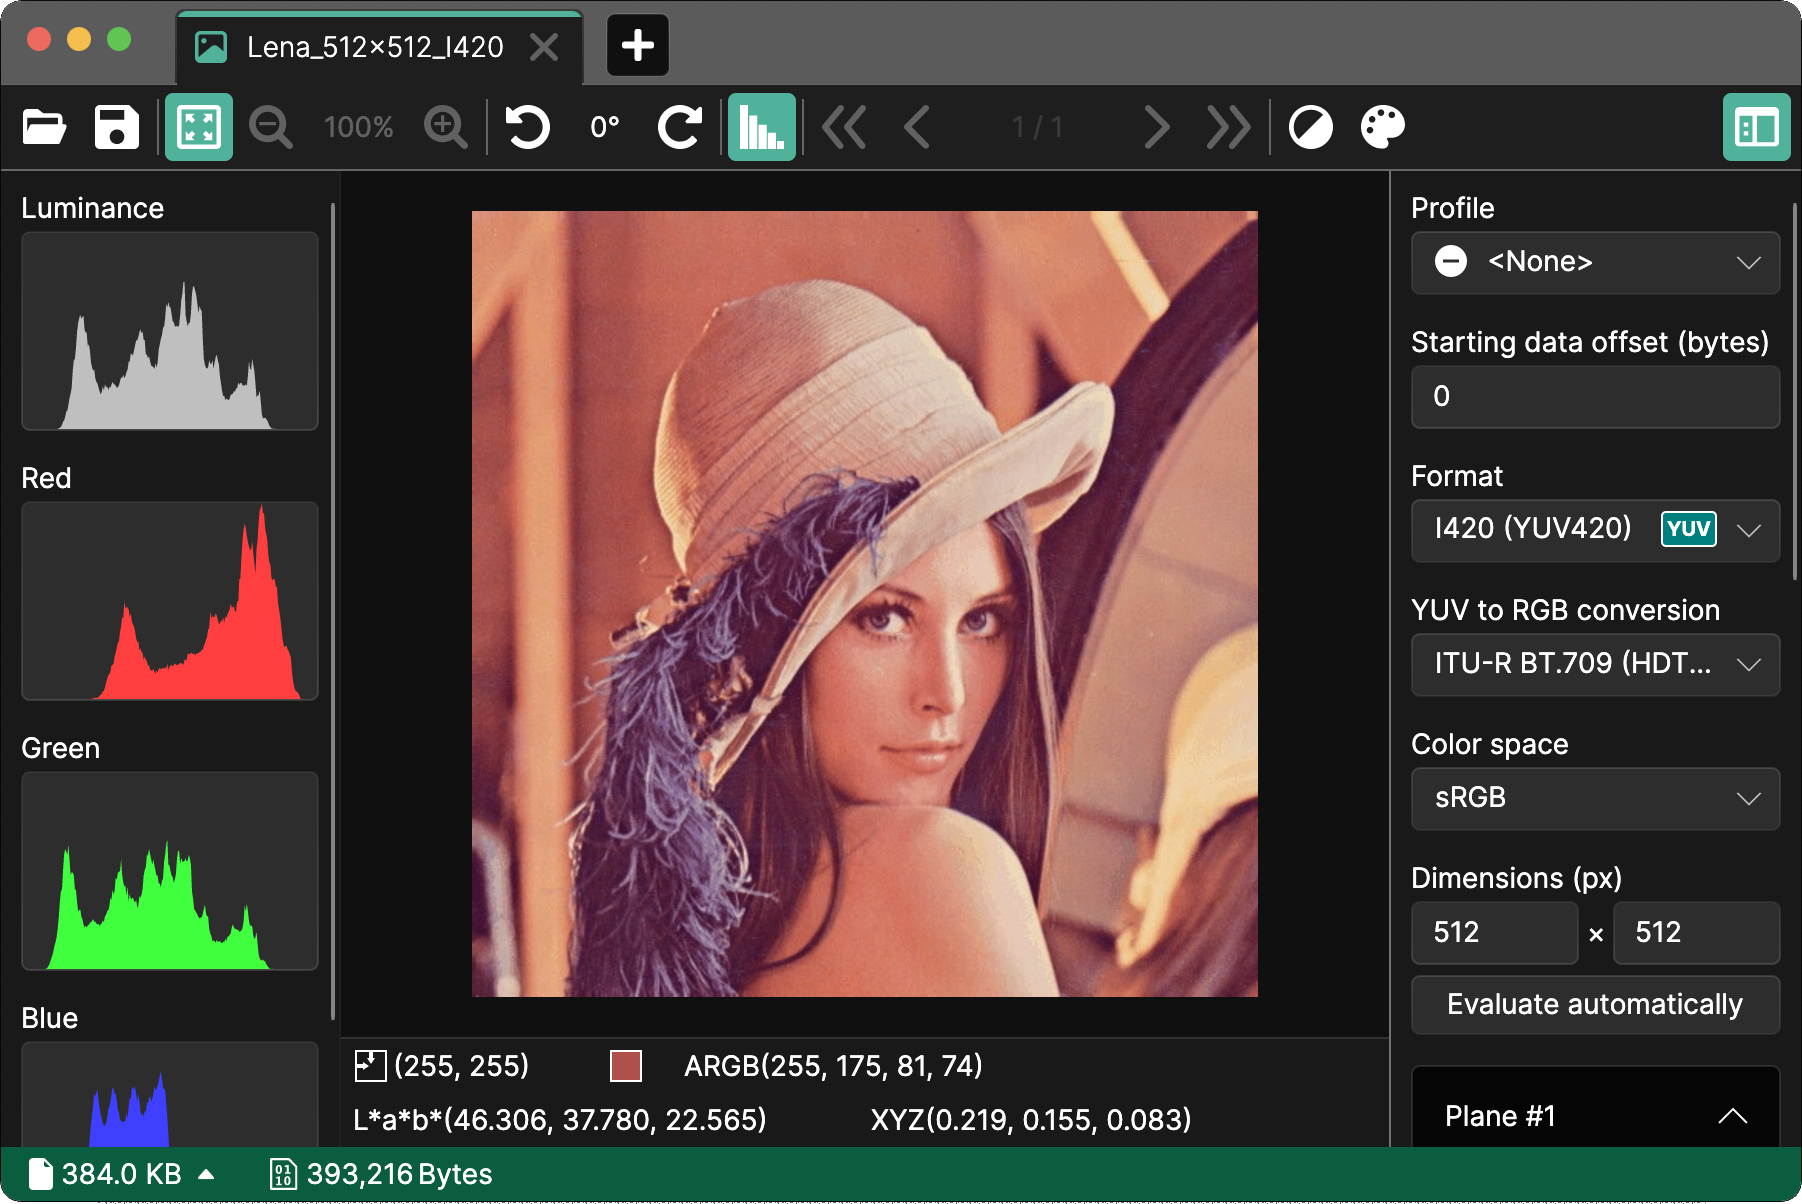 Lena_512×512_I420
100%
0°
1 / 1
Luminance
Red
Green
Blue
(255, 255)
ARGB(255, 175, 81, 74)
L*a*b*(46.306, 37.780, 22.565)
XYZ(0.219, 0.155, 0.083)
Profile
<None>
Starting data offset (bytes)
0
Format
I420 (YUV420) YUV
YUV to RGB conversion
ITU-R BT.709 (HDT...
Color space
sRGB
Dimensions (px)
512 × 512
Evaluate automatically
Plane #1
384.0 KB
01
10
393,216 Bytes